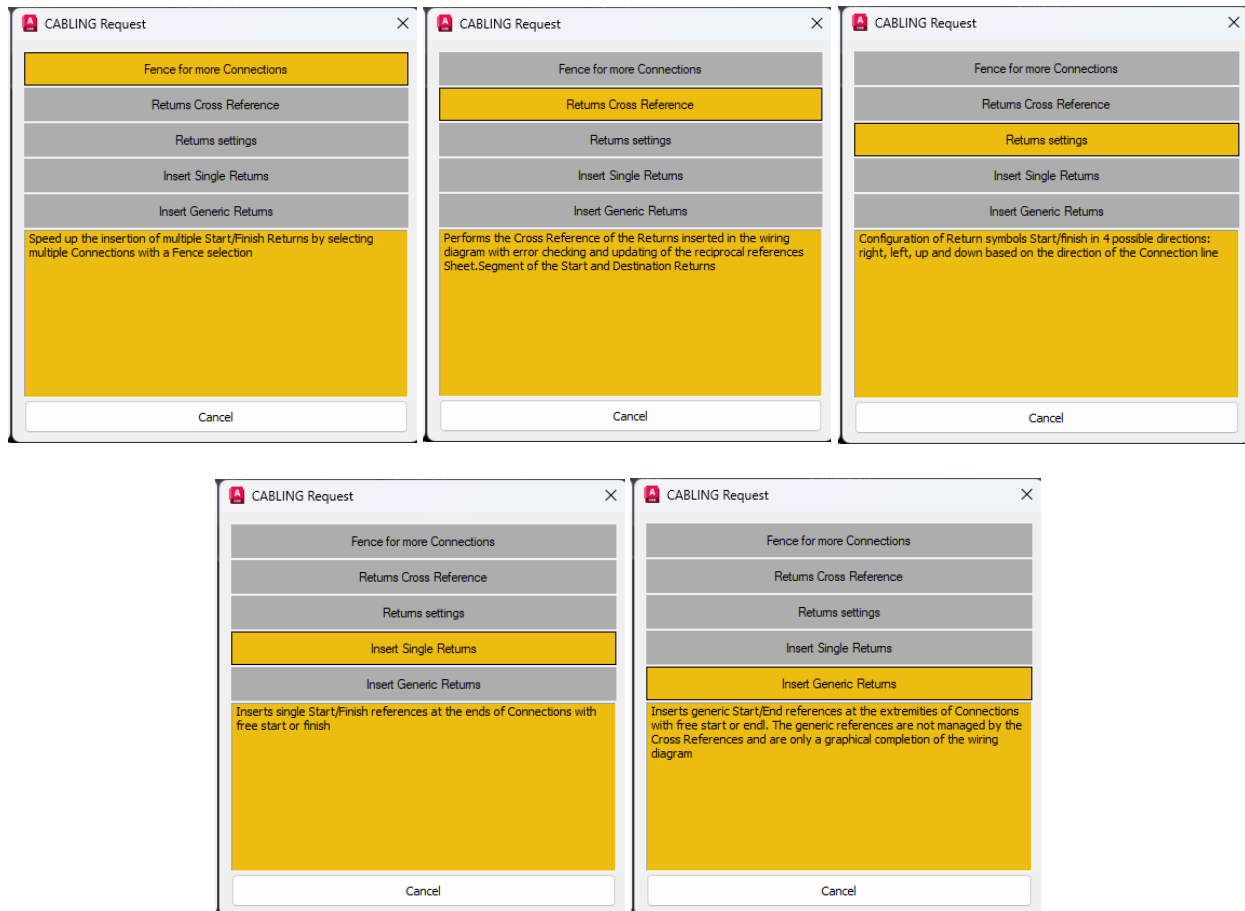 CABLING Request
Fence for more Connections
Returns Cross Reference
Returns settings
Insert Single Returns
Insert Generic Returns
Speed up the insertion of multiple Start/Finish Returns by selecting
multiple Connections with a Fence selection
Cancel
CABLING Request
Fence for more Connections
Returns Cross Reference
Returns settings
Insert Single Returns
Insert Generic Returns
Performs the Cross Reference of the Returns inserted in the wiring
diagram with error checking and updating of the reciprocal references
Sheet.Segment of the Start and Destination Returns
Cancel
CABLING Request
Fence for more Connections
Returns Cross Reference
Returns settings
Insert Single Returns
Insert Generic Returns
Configuration of Return symbols Start/finish in 4 possible directions:
right, left, up and down based on the direction of the Connection line
Cancel
CABLING Request
Fence for more Connections
Returns Cross Reference
Returns settings
Insert Single Returns
Insert Generic Returns
Inserts single Start/Finish references at the ends of Connections with
free start or finish
Cancel
CABLING Request
Fence for more Connections
Returns Cross Reference
Returns settings
Insert Single Returns
Insert Generic Returns
Inserts generic Start/End references at the extremities of Connections
with free start or endl. The generic references are not managed by the
Cross References and are only a graphical completion of the wiring
diagram
Cancel